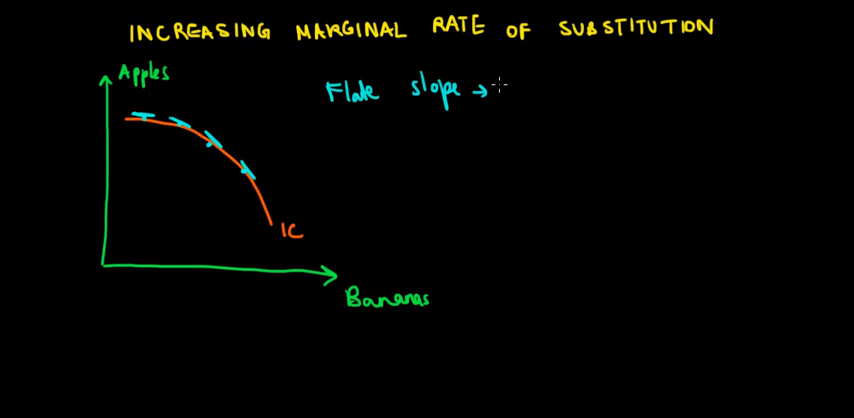 INCREASING MARGINAL RATE OF SUBSTITUTION
Apples
Flate slope →
IC
Bananas